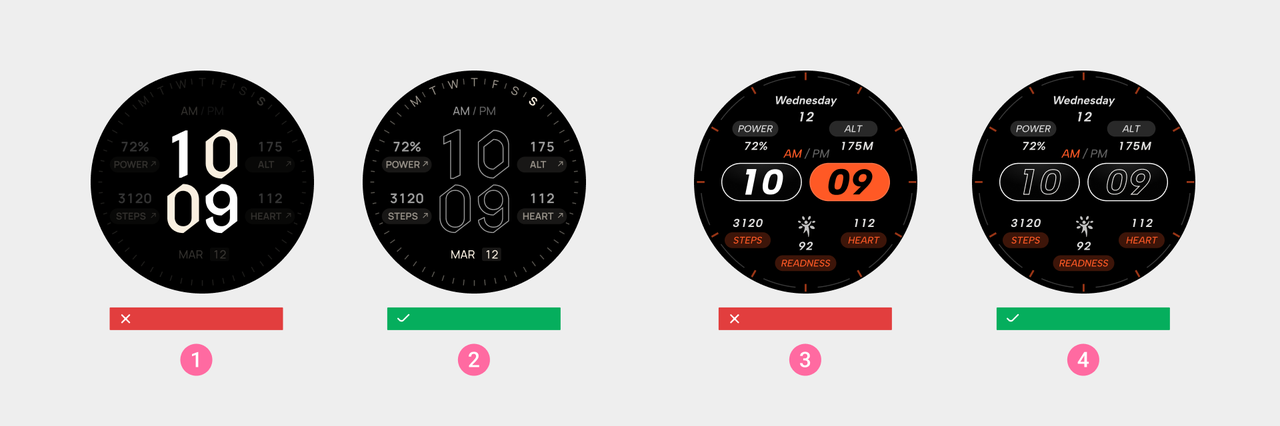 M T W T F S S
AM / PM
10
09
72%
POWER
175
ALT
3120
STEPS
112
HEART
MAR 12
1
M T W T F S S
AM / PM
10
09
72%
POWER
175
ALT
3120
STEPS
112
HEART
MAR 12
2
Wednesday
12
POWER
ALT
72%
175M
AM / PM
10
09
3120
112
STEPS
HEART
92
READNESS
3
Wednesday
12
POWER
ALT
72%
175M
AM / PM
10
09
3120
112
STEPS
HEART
92
READNESS
4